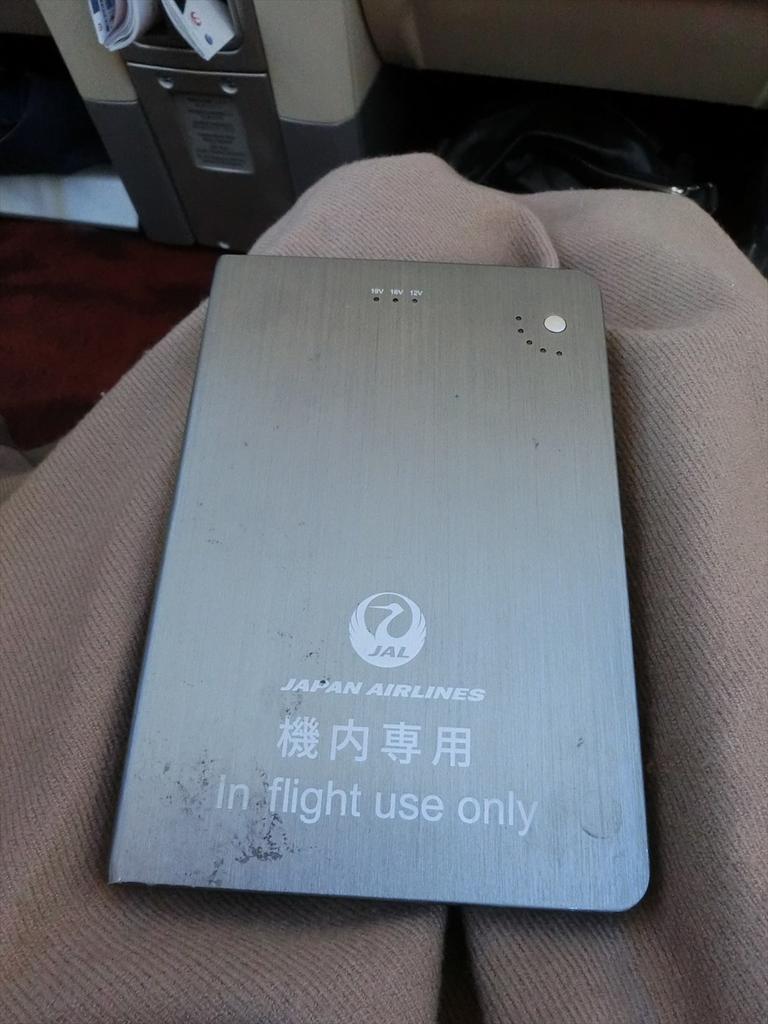 19V 16V 12V
JAL
JAPAN AIRLINES
機内専用
In flight use only